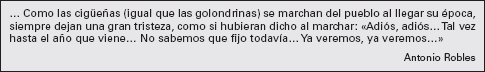 … Como las cigüeñas (igual que las golondrinas) se marchan del pueblo al llegar su época,
siempre dejan una gran tristeza, como si hubieran dicho al marchar: «Adiós, adiós… Tal vez
hasta el año que viene… No sabemos que fijo todavía… Ya veremos, ya veremos…»
Antonio Robles